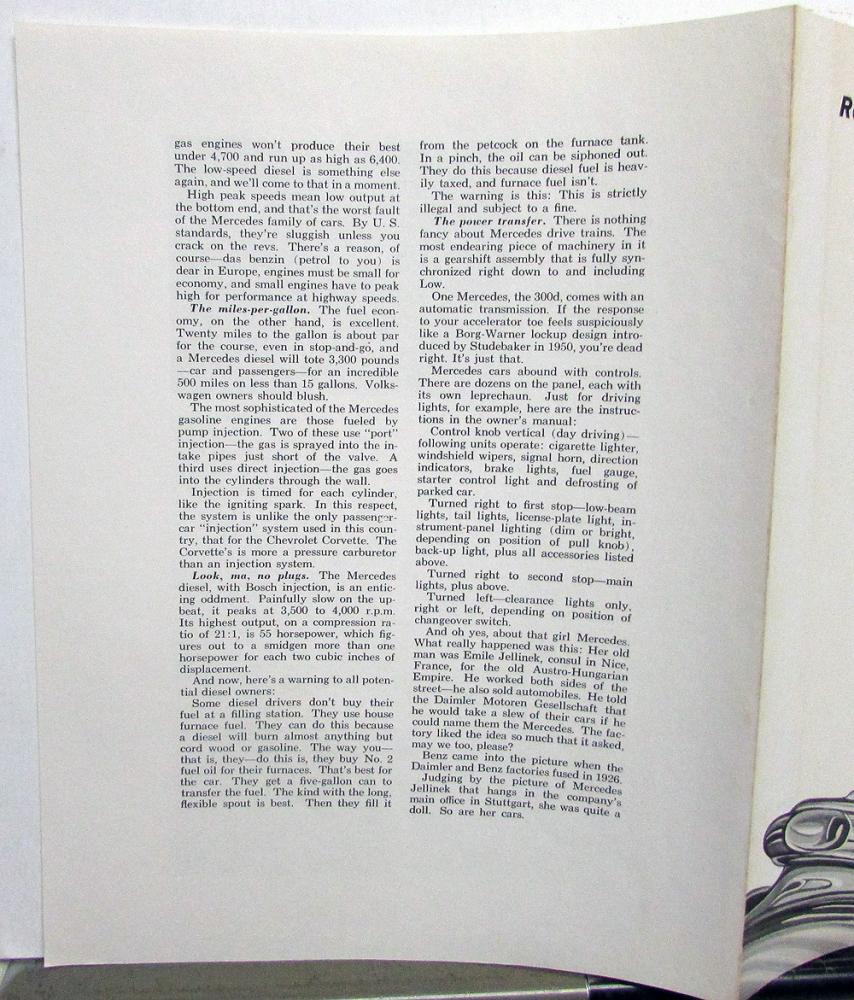 gas engines won't produce their best
under 4,700 and run up as high as 6,400.
The low-speed diesel is something else
again, and we'll come to that in a moment.
High peak speeds mean low output at
the bottom end, and that's the worst fault
of the Mercedes family of cars. By U. S.
standards, they're sluggish unless you
crack on the revs. There's a reason, of
course—das benzin (petrol to you) is
dear in Europe, engines must be small for
economy, and small engines have to peak
high for performance at highway speeds.
The miles-per-gallon. The fuel econ-
omy, on the other hand, is excellent.
Twenty miles to the gallon is about par
for the course, even in stop-and-go, and
a Mercedes diesel will tote 3,300 pounds
—car and passengers—for an incredible
500 miles on less than 15 gallons. Volks-
wagen owners should blush.
The most sophisticated of the Mercedes
gasoline engines are those fueled by
pump injection. Two of these use "port"
injection—the gas is sprayed into the in-
take pipes just short of the valve. A
third uses direct injection—the gas goes
into the cylinders through the wall.
Injection is timed for each cylinder,
like the igniting spark. In this respect,
the system is unlike the only passenger-
car "injection" system used in this coun-
try, that for the Chevrolet Corvette. The
Corvette's is more a pressure carburetor
than an injection system.
Look, ma, no plugs. The Mercedes
diesel, with Bosch injection, is an entic-
ing oddment. Painfully slow on the up-
beat, it peaks at 3,500 to 4,000 r.p.m.
Its highest output, on a compression ra-
tio of 21:1, is 55 horsepower, which fig-
ures out to a smidgen more than one
horsepower for each two cubic inches of
displacement.
And now, here's a warning to all poten-
tial diesel owners:
Some diesel drivers don't buy their
fuel at a filling station. They use house
furnace fuel. They can do this because
a diesel will burn almost anything but
cord wood or gasoline. The way you—
that is, they—do this is, they buy No. 2
fuel oil for their furnaces. That's best for
the car. They get a five-gallon can to
transfer the fuel. The kind with the long,
flexible spout is best. Then they fill it
from the petcock on the furnace tank.
In a pinch, the oil can be siphoned out.
They do this because diesel fuel is heav-
ily taxed, and furnace fuel isn't.
The warning is this: This is strictly
illegal and subject to a fine.
The power transfer. There is nothing
fancy about Mercedes drive trains. The
most endearing piece of machinery in it
is a gearshift assembly that is fully syn-
chronized right down to and including
Low.
One Mercedes, the 300d, comes with an
automatic transmission. If the response
to your accelerator toe feels suspiciously
like a Borg-Warner lockup design intro-
duced by Studebaker in 1950, you're dead
right. It's just that.
Mercedes cars abound with controls.
There are dozens on the panel, each with
its own leprechaun. Just for driving
lights, for example, here are the instruc-
tions in the owner's manual:
Control knob vertical (day driving)—
following units operate: cigarette lighter,
windshield wipers, signal horn, direction
indicators, brake lights, fuel gauge,
starter control light and defrosting of
parked car.
Turned right to first stop—low-beam
lights, tail lights, license-plate light, in-
strument-panel lighting (dim or bright,
depending on position of pull knob),
back-up light, plus all accessories listed
above.
Turned right to second stop—main
lights, plus above.
Turned left—clearance lights only,
right or left, depending on position of
changeover switch.
And oh yes, about that girl Mercedes.
What really happened was this: Her old
man was Emile Jellinek, consul in Nice,
France, for the old Austro-Hungarian
Empire. He worked both sides of the
street—he also sold automobiles. He told
the Daimler Motoren Gesellschaft that
he would take a slew of their cars if he
could name them the Mercedes. The fac-
tory liked the idea so much that it asked,
may we too, please?
Benz came into the picture when the
Daimler and Benz factories fused in 1926.
Judging by the picture of Mercedes
Jellinek that hangs in the company's
main office in Stuttgart, she was quite a
doll. So are her cars.